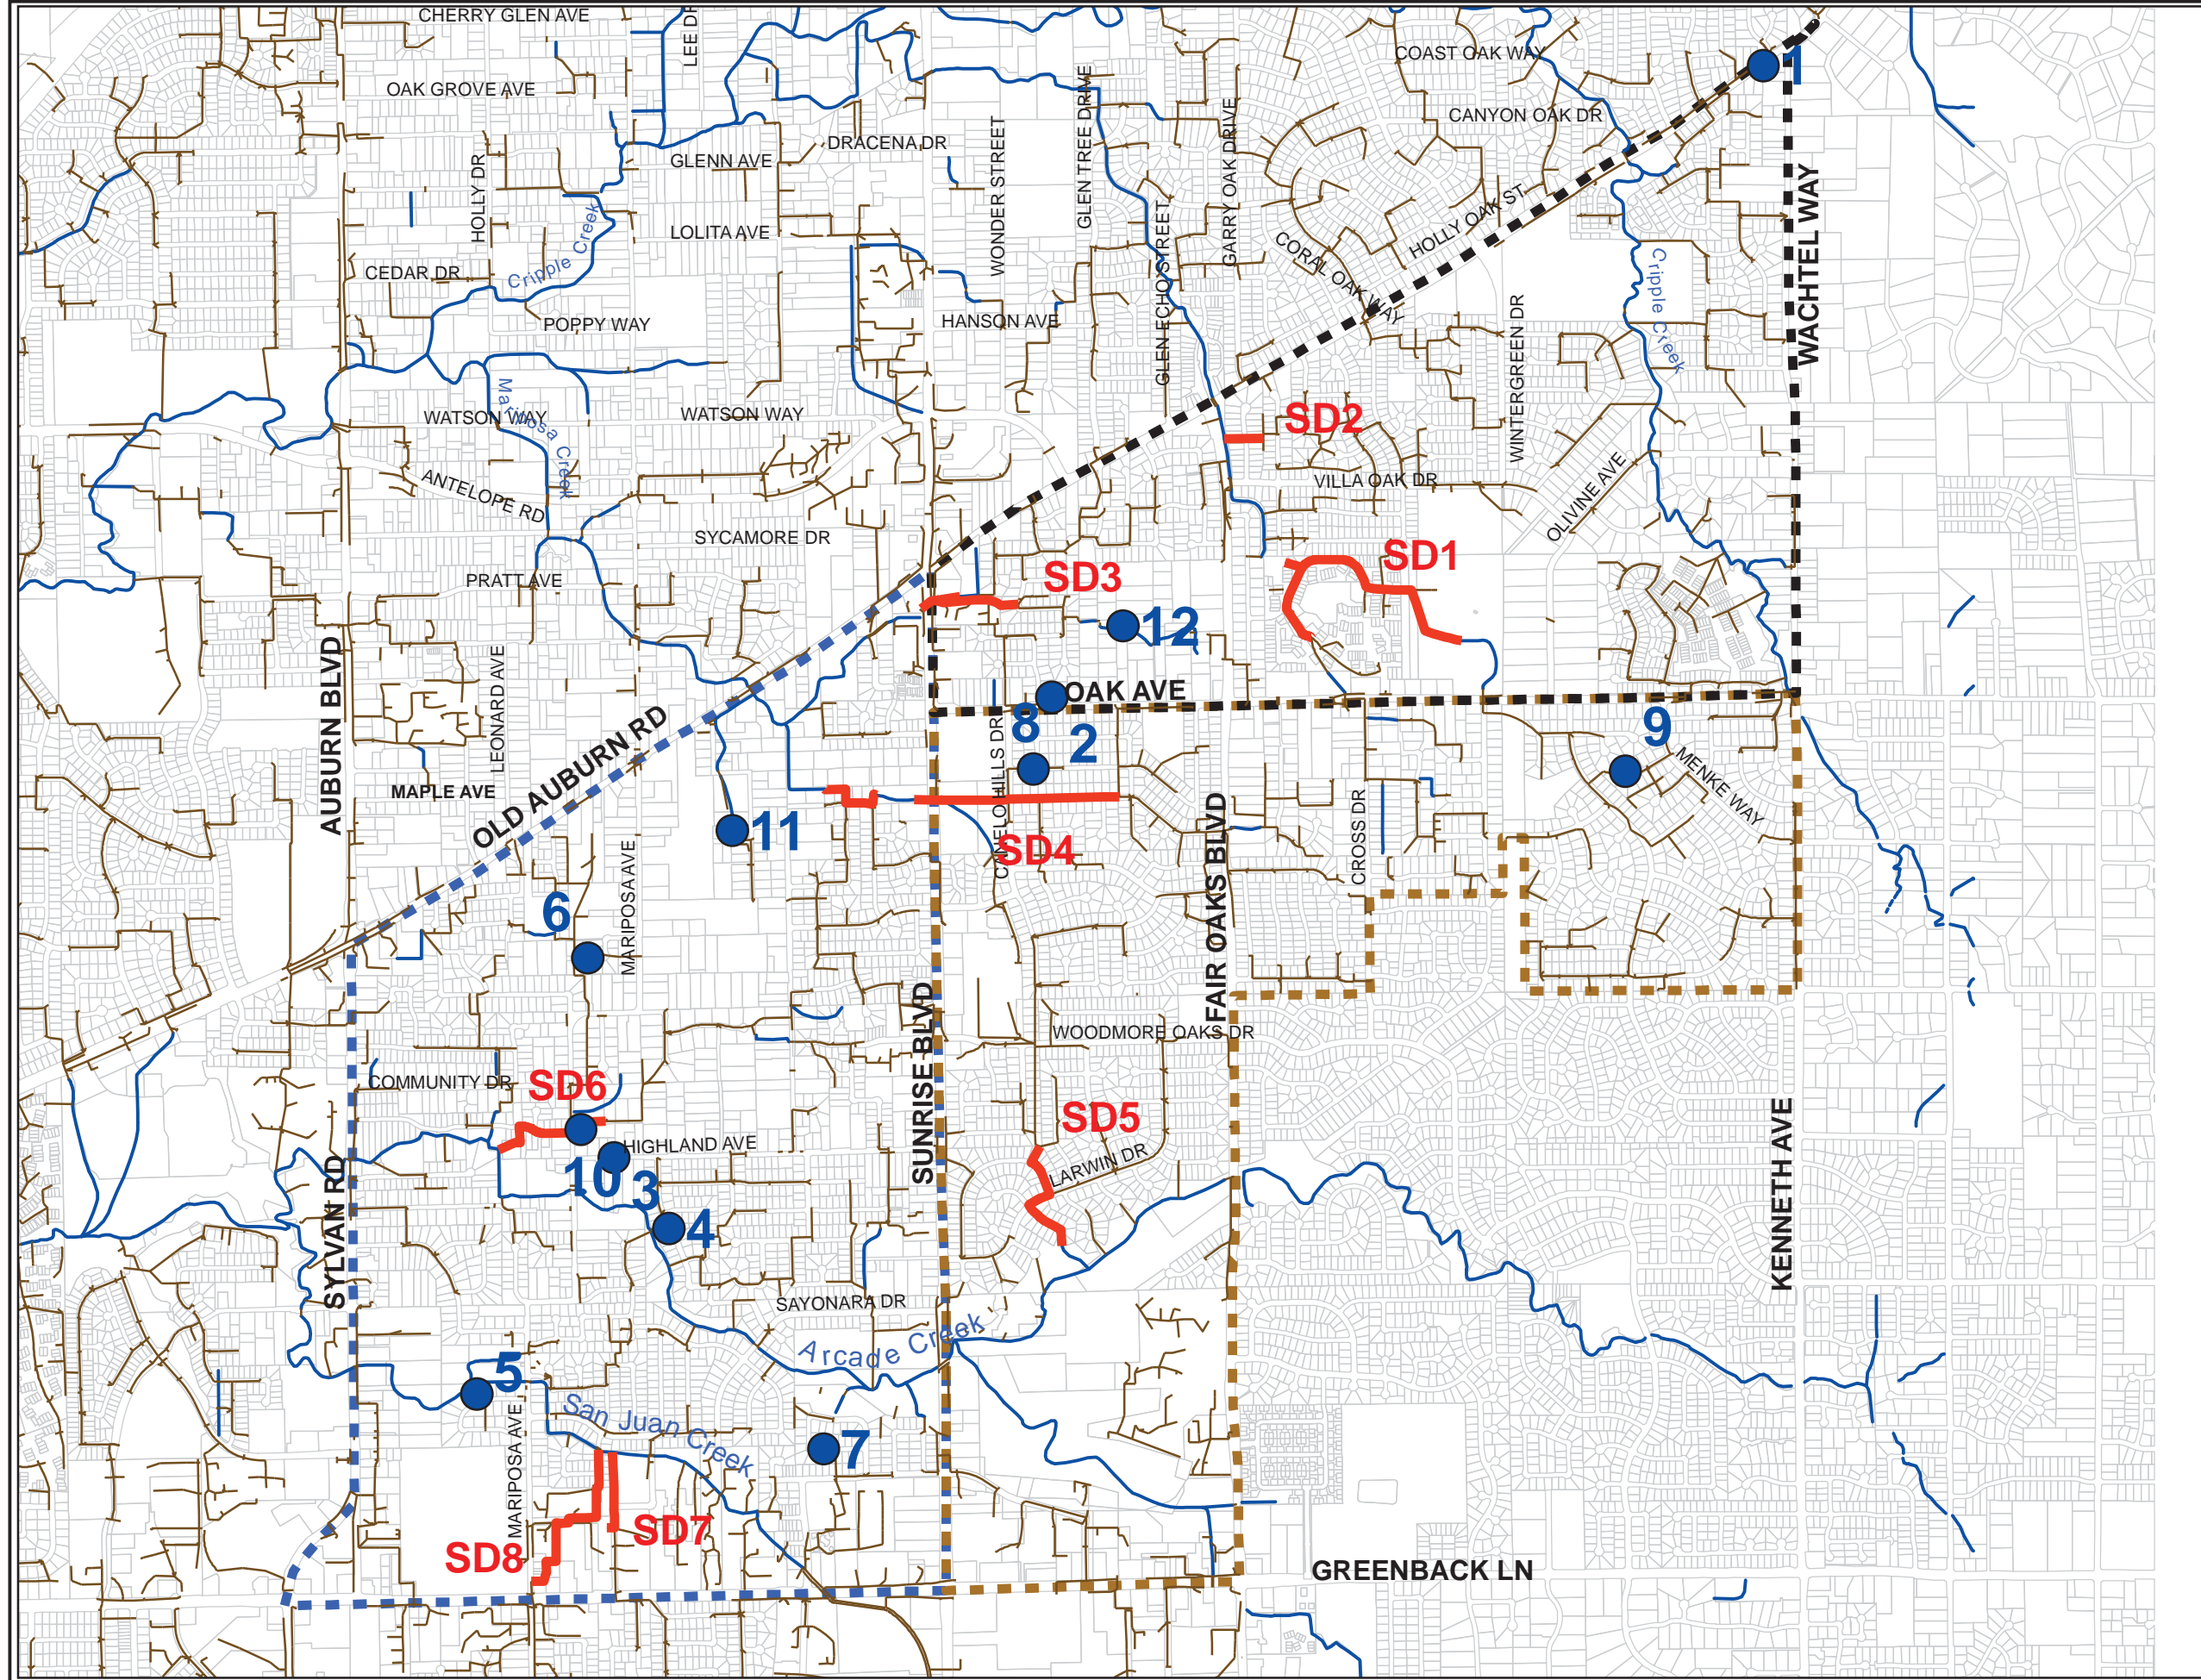 CHERRY GLEN AVE
LEE DR
COAST OAK WAY
1
OAK GROVE AVE
CANYON OAK DR
DRACENA DR
GLENN AVE
HOLLY DR
WONDER STREET
GLEN TREE DRIVE
GARRY OAK DRIVE
WACHTEL WAY
Cripple Creek
LOLITA AVE
HOLLY OAK ST
CORAL OAK WAY
GLEN ECHO STREET
CEDAR DR
Cripple Creek
POPPY WAY
HANSON AVE
WINTERGREEN DR
Mariposa Creek
WATSON WAY
WATSON WAY
SD2
VILLA OAK DR
OLIVINE AVE
ANTELOPE RD
SYCAMORE DR
PRATT AVE
SD3
SD1
12
AUBURN BLVD
LEONARD AVE
OAK AVE
8
2
9
OLD AUBURN RD
MAPLE AVE
CANELO HILLS DR
MENKE WAY
11
SD4
FAIR OAKS BLVD
CROSS DR
MARIPOSA AVE
6
SUNRISE BLVD
WOODMORE OAKS DR
COMMUNITY DR
SD6
SD5
KENNETH AVE
HIGHLAND AVE
LARWIN DR
10
3
4
SYLVAN RD
SAYONARA DR
Arcade Creek
5
San Juan Creek
MARIPOSA AVE
7
SD7
SD8
GREENBACK LN